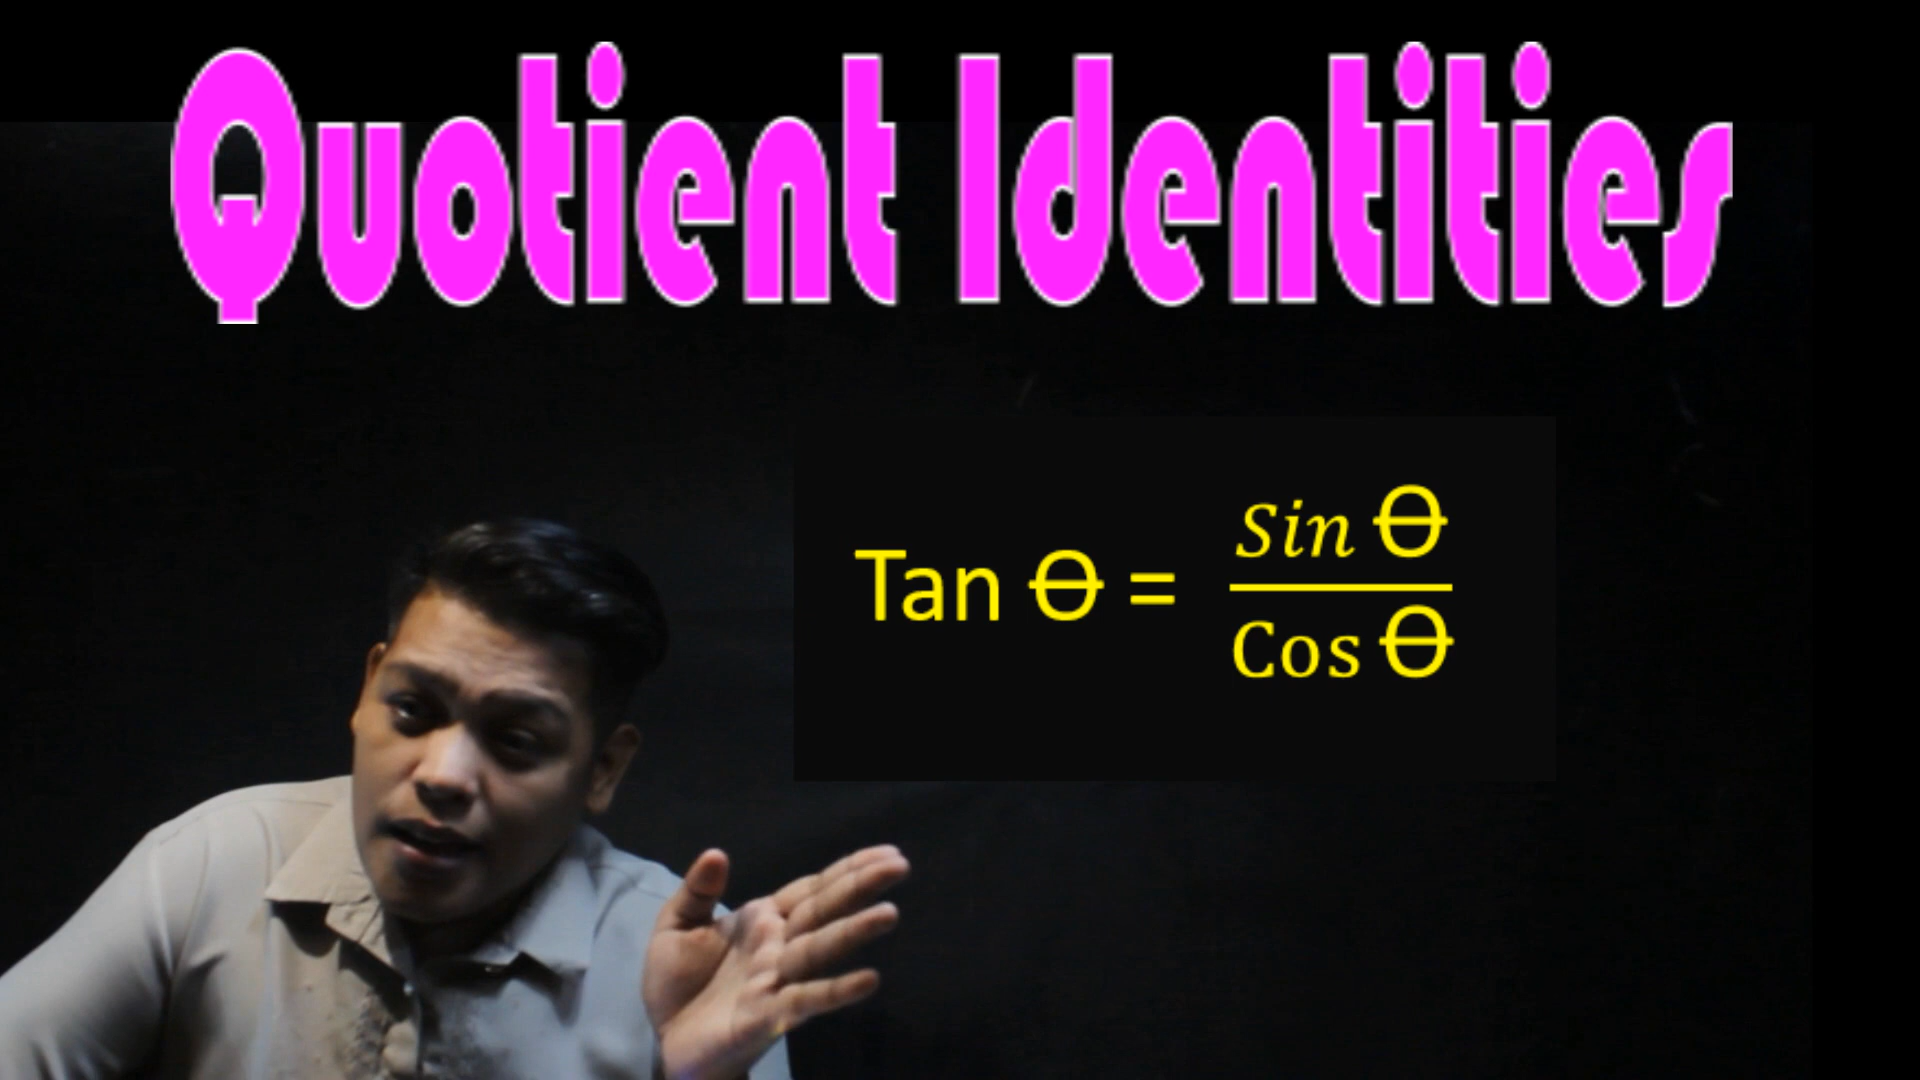 Quotient Identities
Tan Ɵ = Sin Ɵ
Cos Ɵ